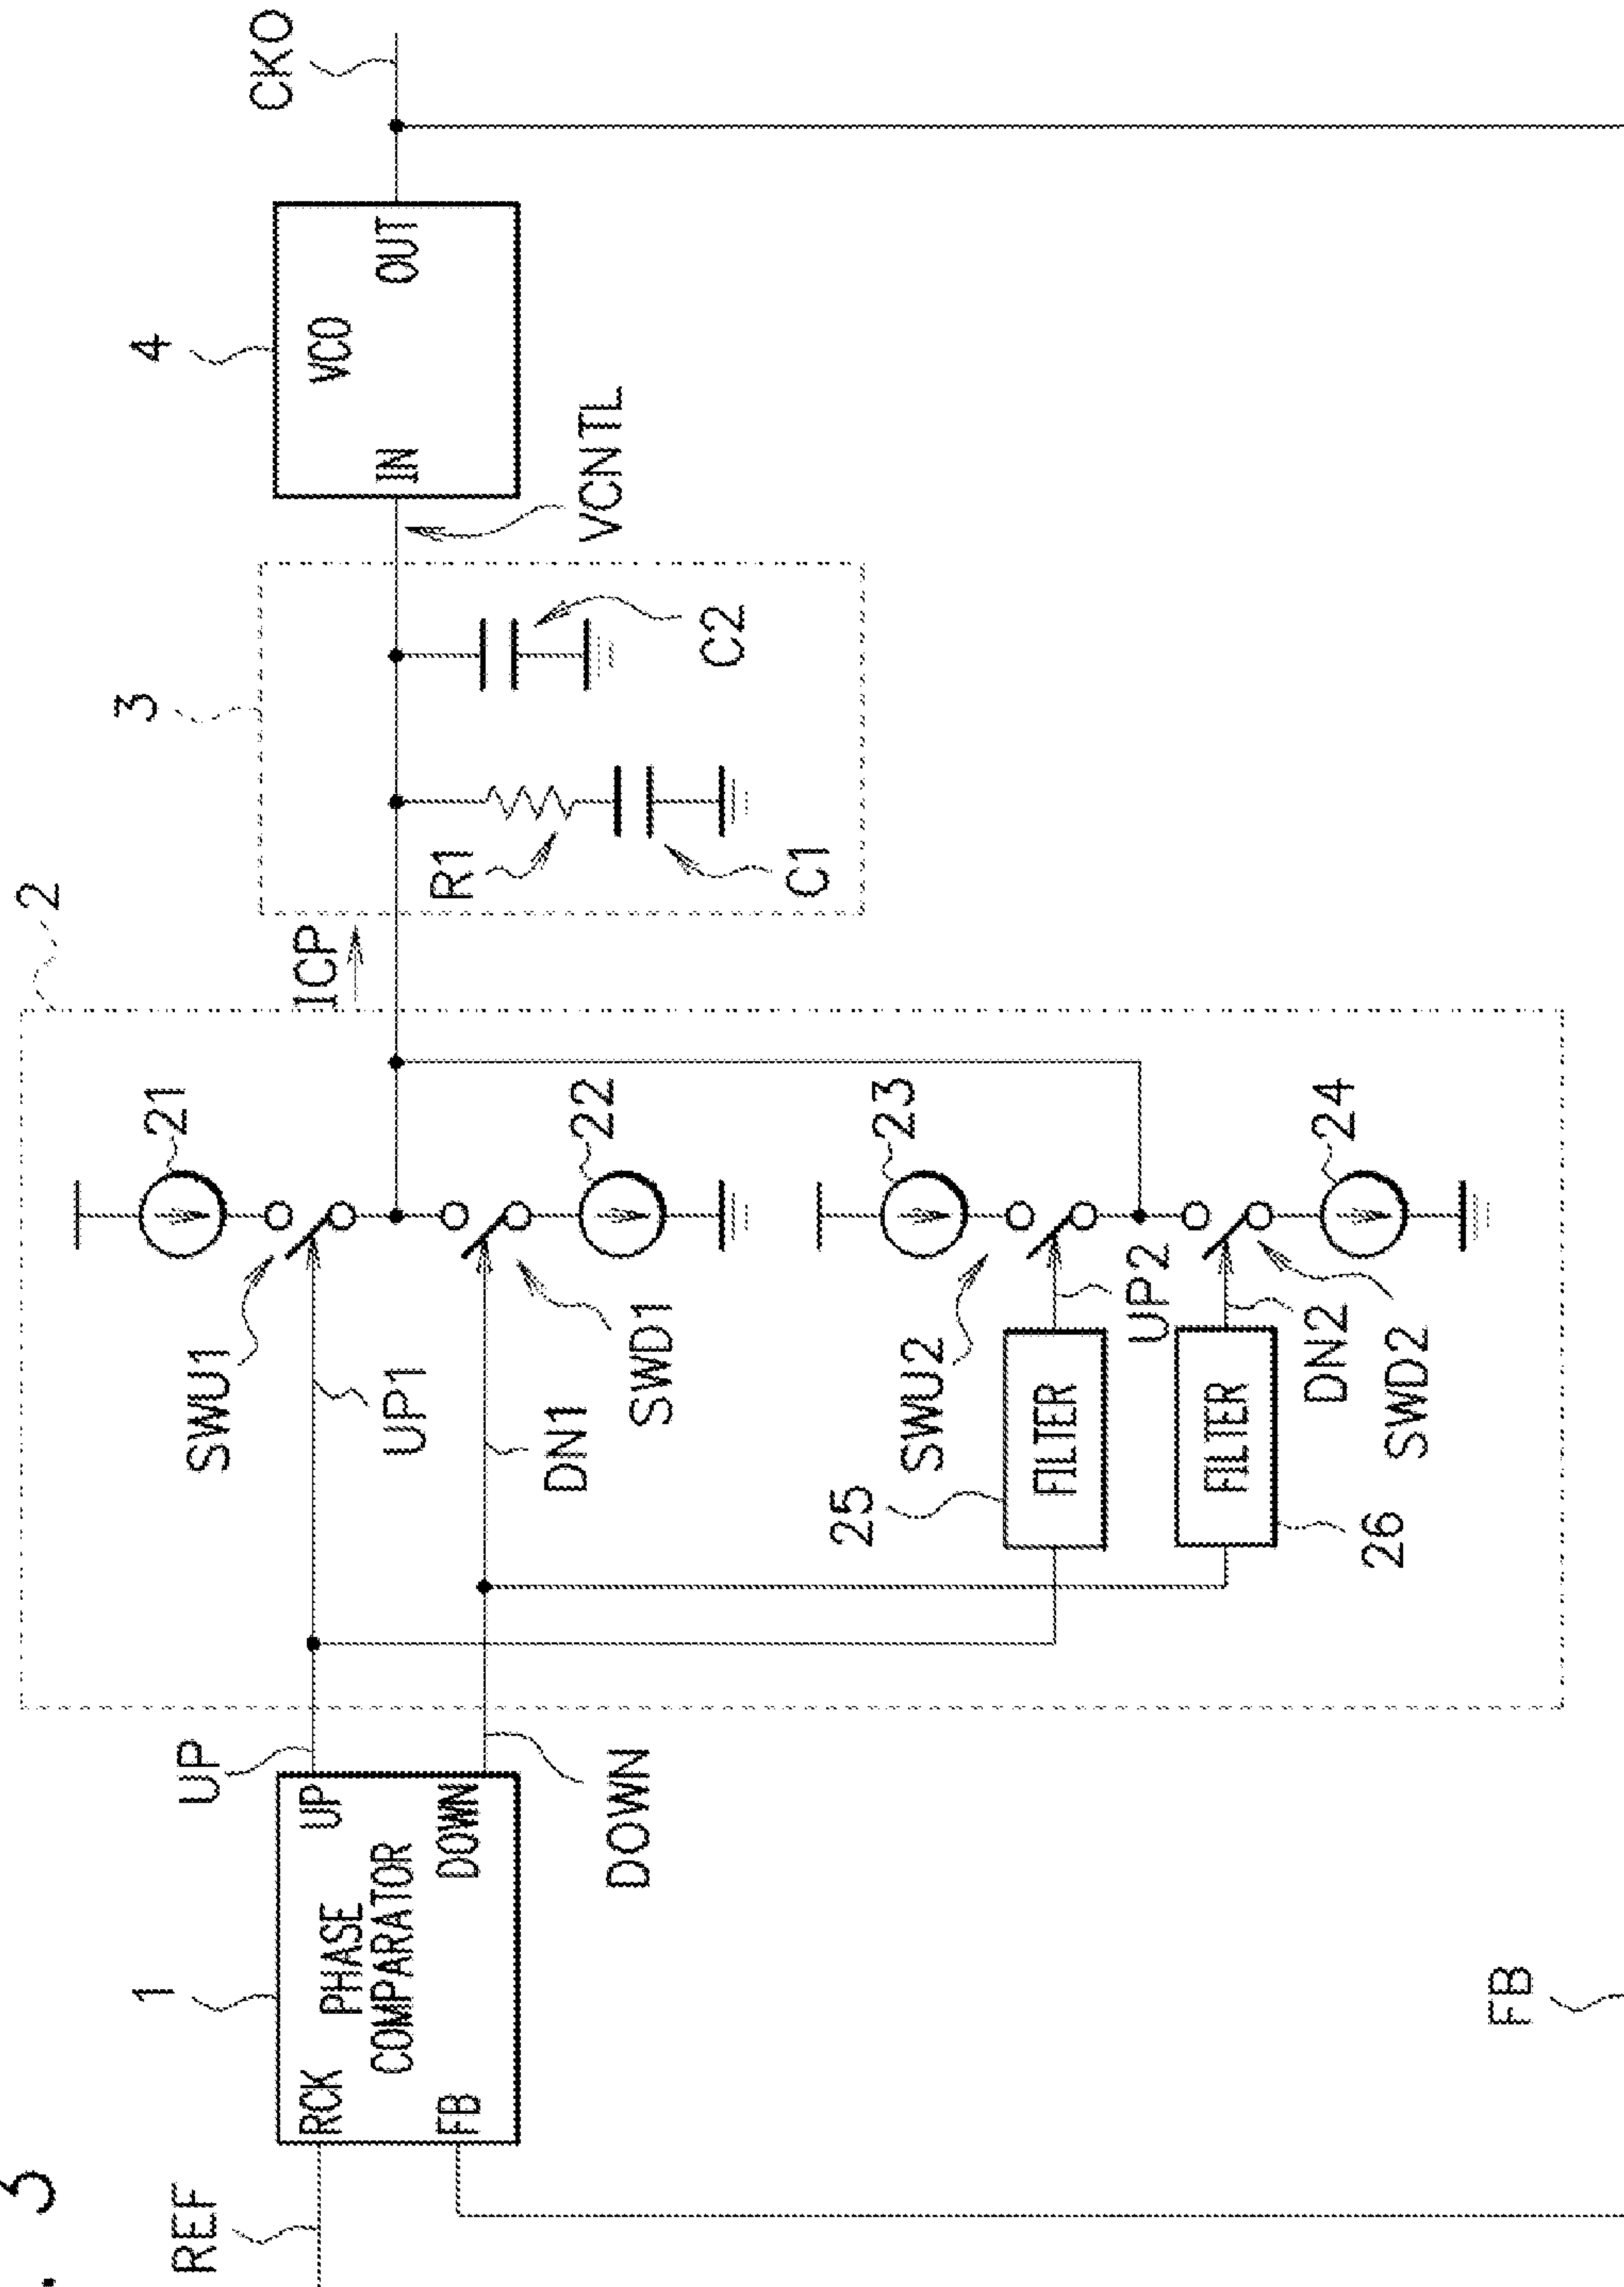 . 3
2
21
SWU1
UP1
UP
UP
1
PHASE
COMPARATOR
RCK
FB
DOWN
DOWN
REF
DN1
SWD1
22
ICP
3
R1
C1
C2
4
VCO
IN
OUT
VCNTL
CKO
23
SWU2
25
FILTER
UP2
FILTER
26
DN2
SWD2
24
FB